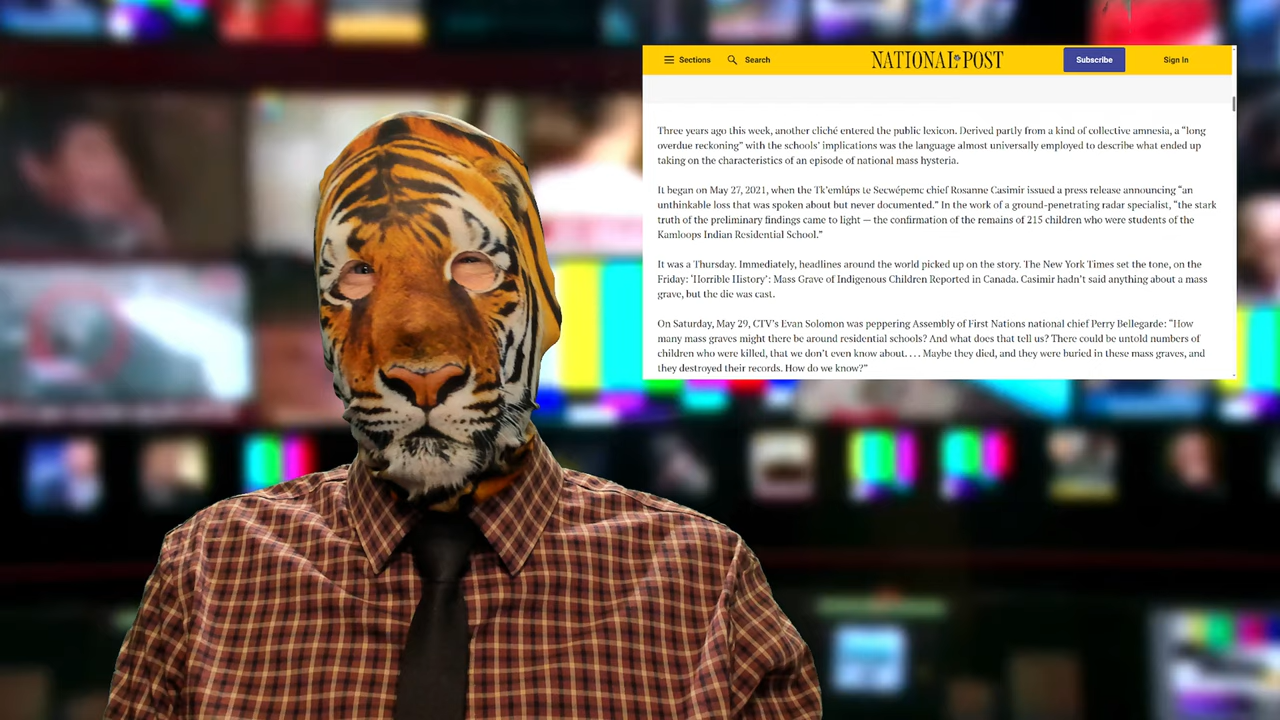 Sections
Search
NATIONAL POST
Subscribe
Sign In
Three years ago this week, another cliché entered the public lexicon. Derived partly from a kind of collective amnesia, a “long
overdue reckoning” with the schools’ implications was the language almost universally employed to describe what ended up
taking on the characteristics of an episode of national mass hysteria.
It began on May 27, 2021, when the Tk’emlúps te Secwépemc chief Rosanne Casimir issued a press release announcing “an
unthinkable loss that was spoken about but never documented.” In the work of a ground-penetrating radar specialist, “the stark
truth of the preliminary findings came to light — the confirmation of the remains of 215 children who were students of the
Kamloops Indian Residential School.”
It was a Thursday. Immediately, headlines around the world picked up on the story. The New York Times set the tone, on the
Friday: ‘Horrible History’: Mass Grave of Indigenous Children Reported in Canada. Casimir hadn’t said anything about a mass
grave, but the die was cast.
On Saturday, May 29, CTV’s Evan Solomon was peppering Assembly of First Nations national chief Perry Bellegarde: “How
many mass graves might there be around residential schools? And what does that tell us? There could be untold numbers of
children who were killed, that we don’t even know about. . . . Maybe they died, and they were buried in these mass graves, and
they destroyed their records. How do we know?”